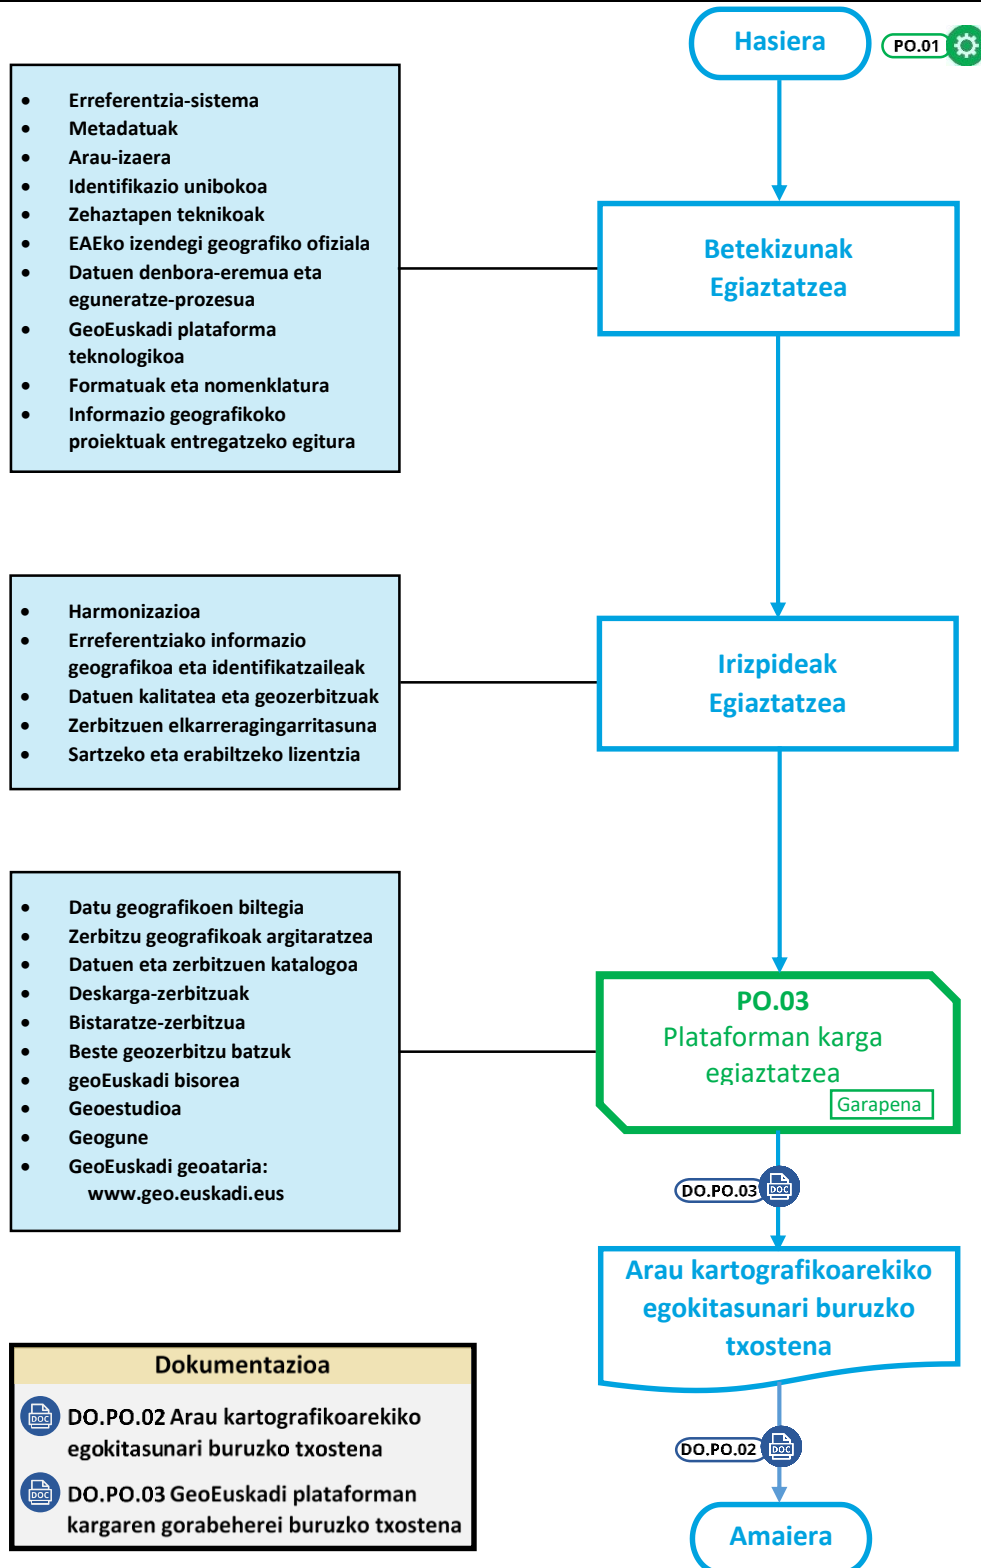 Hasiera
PO.01
• Erreferentzia-sistema
• Metadatuak
• Arau-izaera
• Identifikazio unibokoa
• Zehaztapen teknikoak
• EAEko izendegi geografiko ofiziala
• Datuen denbora-eremua eta
eguneratze-prozesua
• GeoEuskadi plataforma
teknologikoa
• Formatuak eta nomenklatura
• Informazio geografikoko
proiektuak entregatzeko egitura
Betekizunak
Egiaztatzea
• Harmonizazioa
• Erreferentziako informazio
geografikoa eta identifikatzaileak
• Datuen kalitatea eta geozerbitzuak
• Zerbitzuen elkarreragingarritasuna
• Sartzeko eta erabiltzeko lizentzia
Irizpideak
Egiaztatzea
• Datu geografikoen biltegia
• Zerbitzu geografikoak argitaratzea
• Datuen eta zerbitzuen katalogoa
• Deskarga-zerbitzuak
• Bistaratze-zerbitzua
• Beste geozerbitzu batzuk
• geoEuskadi bisorea
• Geoestudioa
• Geogune
• GeoEuskadi geoataria:
www.geo.euskadi.eus
PO.03
Plataforman karga
egiaztatzea
Garapena
DO.PO.03
DOC
Arau kartografikoarekiko
egokitasunari buruzko
txostena
DO.PO.02
DOC
Amaiera
Dokumentazioa
DOC
DO.PO.02 Arau kartografikoarekiko
egokitasunari buruzko txostena
DOC
DO.PO.03 GeoEuskadi plataforman
kargaren gorabeherei buruzko txostena